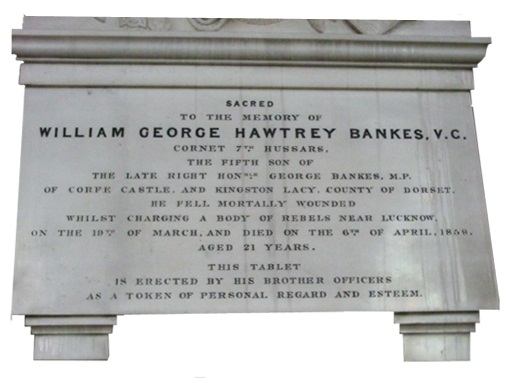 SACRED
TO THE MEMORY OF
WILLIAM GEORGE HAWTREY BANKES, V.C.
CORNET 7TH HUSSARS,
THE FIFTH SON OF
THE LATE RIGHT HONBLE GEORGE BANKES, M.P.
OF CORFE CASTLE, AND KINGSTON LACY, COUNTY OF DORSET,
HE FELL MORTALLY WOUNDED
WHILST CHARGING A BODY OF REBELS NEAR LUCKNOW,
ON THE 19TH OF MARCH, AND DIED ON THE 6TH OF APRIL, 1858,
AGED 21 YEARS.
THIS TABLET
IS ERECTED BY HIS BROTHER OFFICERS
AS A TOKEN OF PERSONAL REGARD AND ESTEEM.